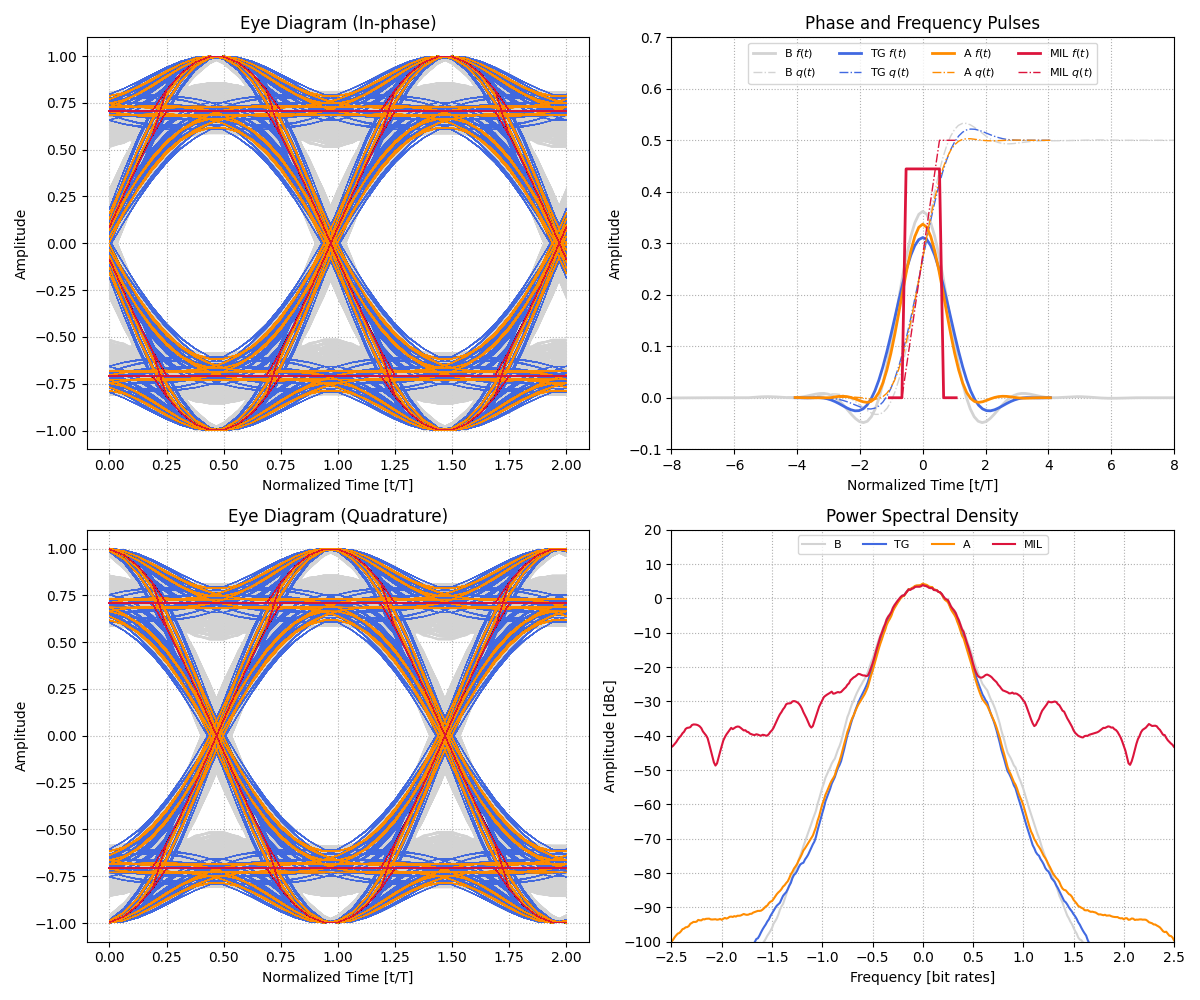 Eye Diagram (In-phase)
1.00
0.75
0.50
0.25
0.00
−0.25
−0.50
−0.75
−1.00
Amplitude
0.00 0.25 0.50 0.75 1.00 1.25 1.50 1.75 2.00
Normalized Time [t/T]
Phase and Frequency Pulses
B f(t) TG f(t) A f(t) MIL f(t)
B q(t) TG q(t) A q(t) MIL q(t)
0.7
0.6
0.5
0.4
0.3
0.2
0.1
0.0
−0.1
Amplitude
−8 −6 −4 −2 0 2 4 6 8
Normalized Time [t/T]
Eye Diagram (Quadrature)
1.00
0.75
0.50
0.25
0.00
−0.25
−0.50
−0.75
−1.00
Amplitude
0.00 0.25 0.50 0.75 1.00 1.25 1.50 1.75 2.00
Normalized Time [t/T]
Power Spectral Density
B TG A MIL
20
10
0
−10
−20
−30
−40
−50
−60
−70
−80
−90
−100
Amplitude [dBc]
−2.5 −2.0 −1.5 −1.0 −0.5 0.0 0.5 1.0 1.5 2.0 2.5
Frequency [bit rates]